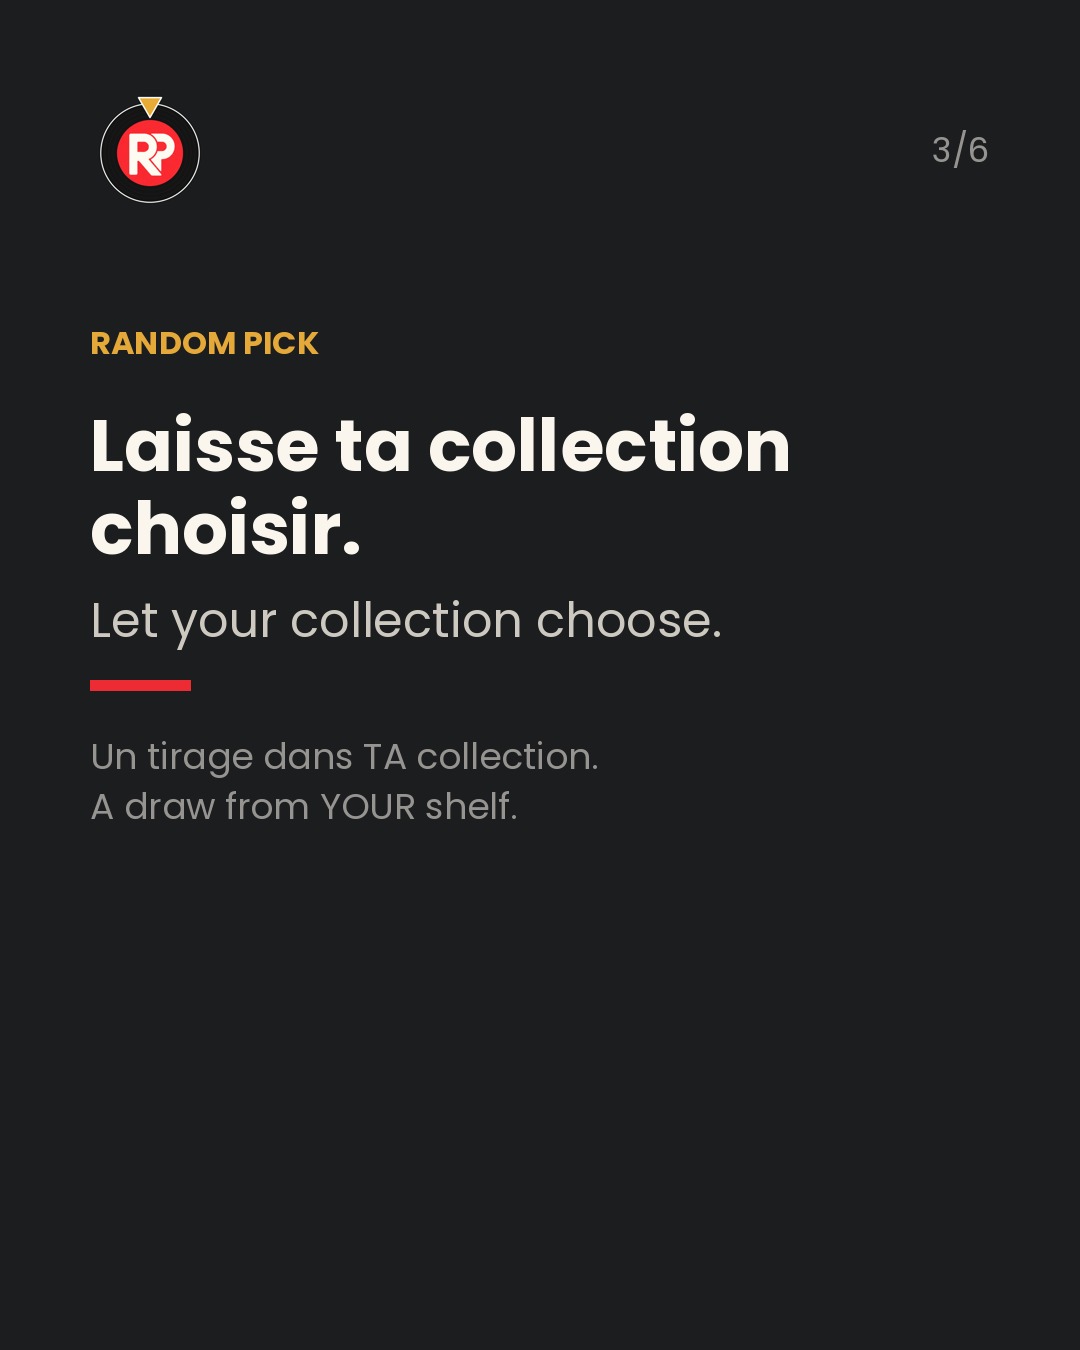 RP
3/6
RANDOM PICK
Laisse ta collection
choisir.
Let your collection choose.
Un tirage dans TA collection.
A draw from YOUR shelf.